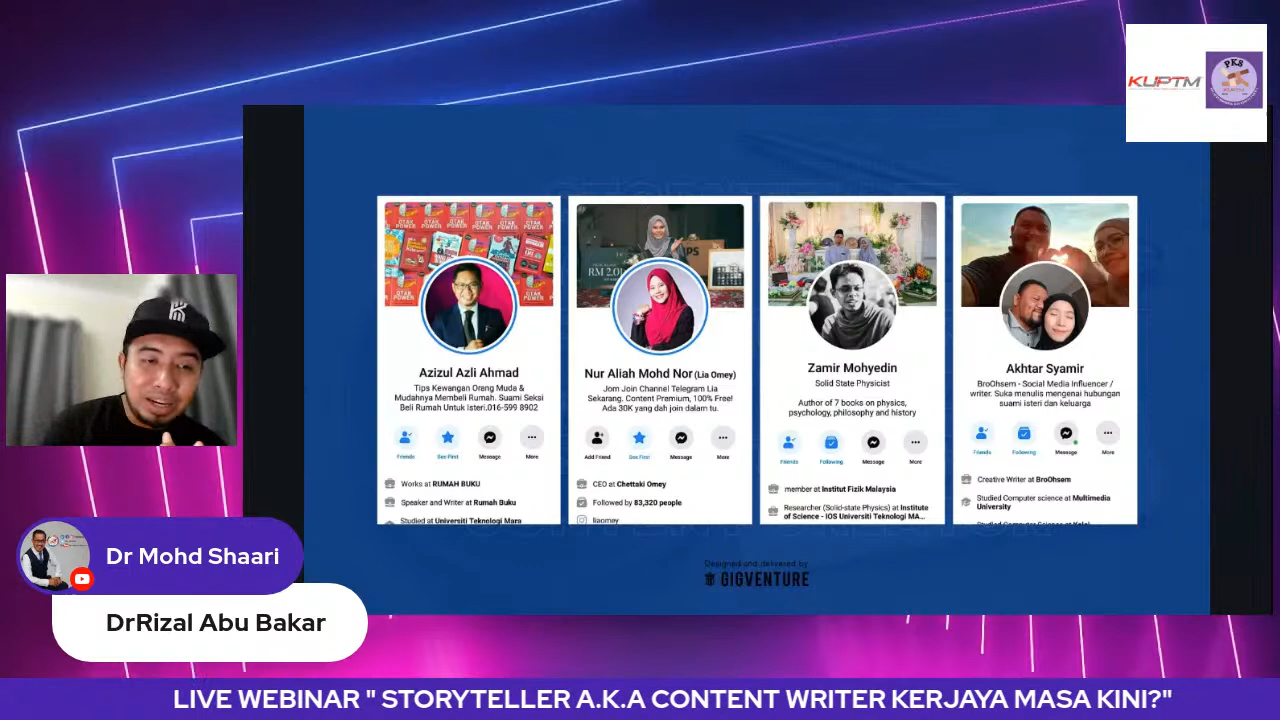 KUPTM
PKS
OTAK POWER
RM 2.0
Azizul Azli Ahmad
Tips Kewangan Orang Muda &
Mudahnya Membeli Rumah. Suami Seksi
Beli Rumah Untuk Isteri.016-599 8902
Friends
See First
Message
More
Works at RUMAH BUKU
Speaker and Writer at Rumah Buku
Studied at Universiti Teknologi Mara
Nur Aliah Mohd Nor (Lia Omey)
Jom Join Channel Telegram Lia
Sekarang. Content Premium, 100% Free!
Ada 30K yang dah join dalam tu.
Add Friend
See First
Message
More
CEO at Chettaki Omey
Followed by 83,320 people
liaomey
Zamir Mohyedin
Solid State Physicist
Author of 7 books on physics,
psychology, philosophy and history
Friends
Following
Message
More
member at Institut Fizik Malaysia
Researcher (Solid-state Physics) at Institute
of Science - IOS Universiti Teknologi MA...
Akhtar Syamir
BroOhsem - Social Media Influencer /
writer. Suka menulis mengenai hubungan
suami isteri dan keluarga
Friends
Following
Message
More
Creative Writer at BroOhsem
Studied Computer science at Multimedia
University
Designed and delivered by
GIGVENTURE
Dr Mohd Shaari
DrRizal Abu Bakar
LIVE WEBINAR " STORYTELLER A.K.A CONTENT WRITER KERJAYA MASA KINI?"